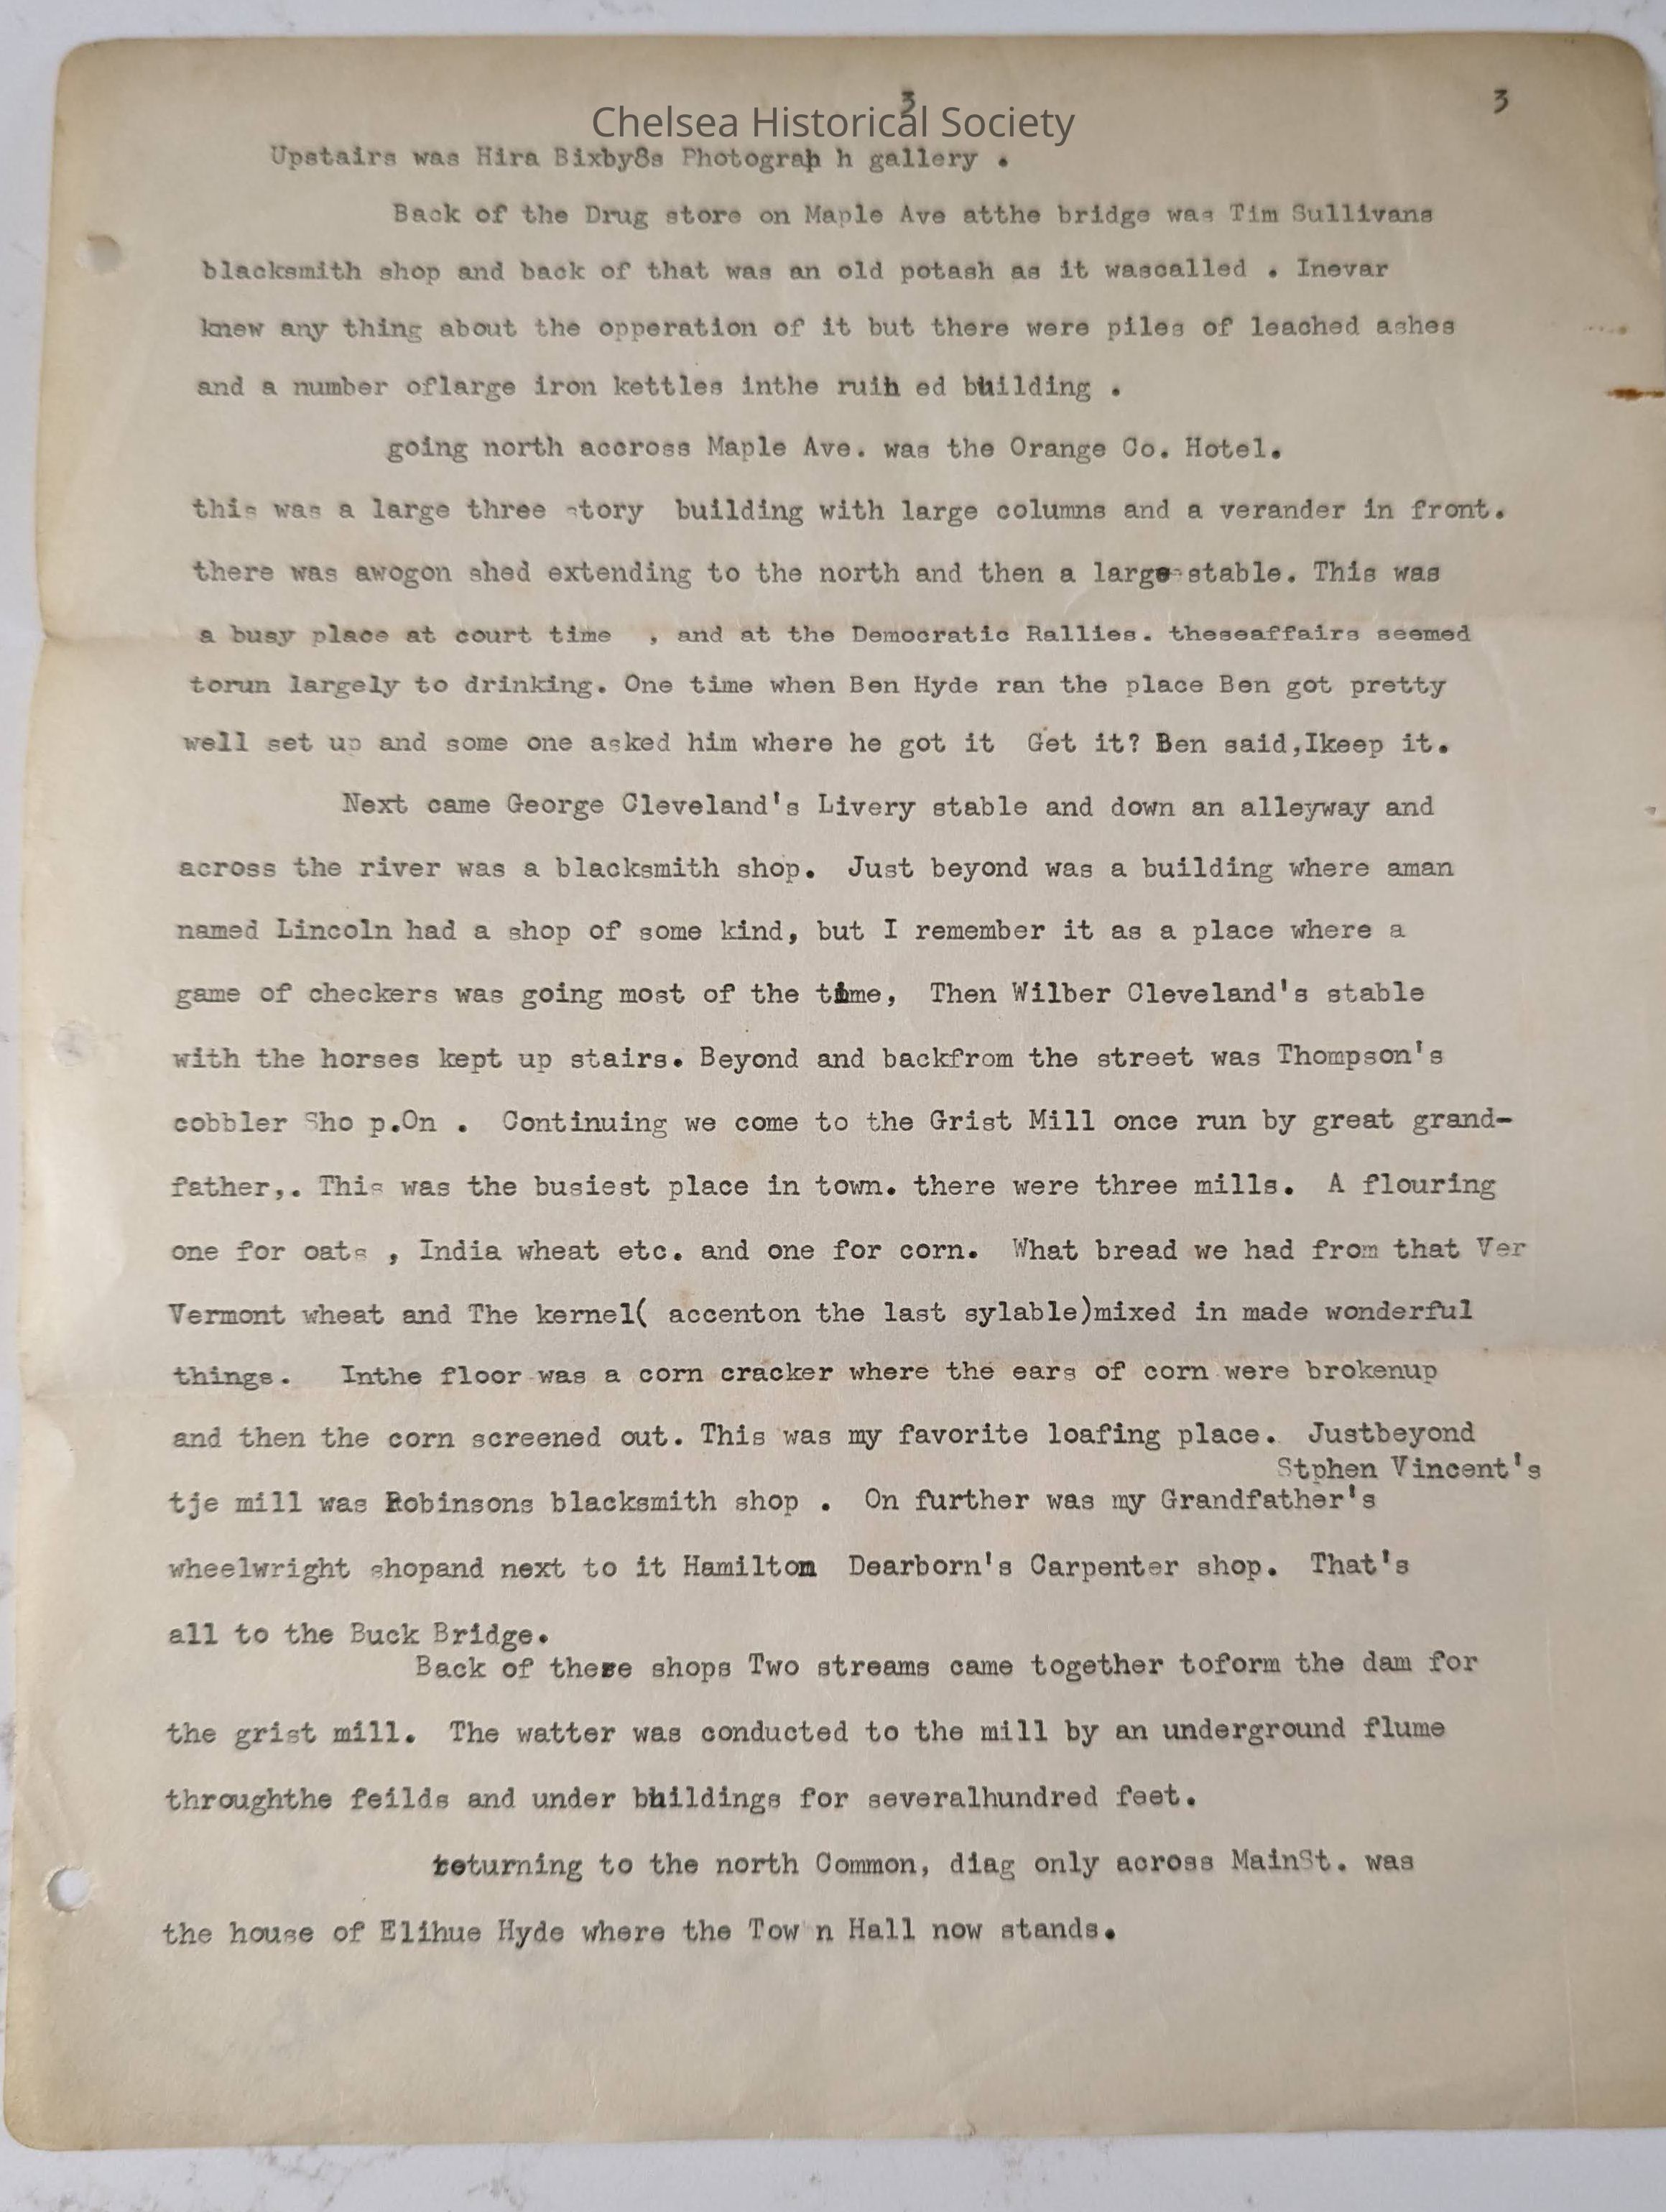 3
3
Chelsea Historical Society
Upstairs was Hira Bixby8s Photograph h gallery .
Back of the Drug store on Maple Ave atthe bridge was Tim Sullivans
blacksmith shop and back of that was an old potash as it wascalled . Inevar
knew any thing about the opperation of it but there were piles of leached ashes
and a number oflarge iron kettles inthe ruin ed building .
going north accross Maple Ave. was the Orange Co. Hotel.
this was a large three story building with large columns and a verander in front.
there was awogon shed extending to the north and then a large stable. This was
a busy place at court time , and at the Democratic Rallies. theseaffairs seemed
torun largely to drinking. One time when Ben Hyde ran the place Ben got pretty
well set up and some one asked him where he got it Get it? Ben said,Ikeep it.
Next came George Cleveland's Livery stable and down an alleyway and
across the river was a blacksmith shop. Just beyond was a building where aman
named Lincoln had a shop of some kind, but I remember it as a place where a
game of checkers was going most of the time, Then Wilber Cleveland's stable
with the horses kept up stairs. Beyond and backfrom the street was Thompson's
cobbler Sho p.On . Continuing we come to the Grist Mill once run by great grand-
father,. This was the busiest place in town. there were three mills. A flouring
one for oats , India wheat etc. and one for corn. What bread we had from that Ver
Vermont wheat and The kernel( accenton the last sylable)mixed in made wonderful
things. Inthe floor was a corn cracker where the ears of corn were brokenup
and then the corn screened out. This was my favorite loafing place. Justbeyond
Stphen Vincent's
tje mill was Robinsons blacksmith shop . On further was my Grandfather's
wheelwright shopand next to it Hamilton Dearborn's Carpenter shop. That's
all to the Buck Bridge.
Back of these shops Two streams came together toform the dam for
the grist mill. The watter was conducted to the mill by an underground flume
throughthe feilds and under buildings for severalhundred feet.
returning to the north Common, diag only across MainSt. was
the house of Elihue Hyde where the Tow n Hall now stands.